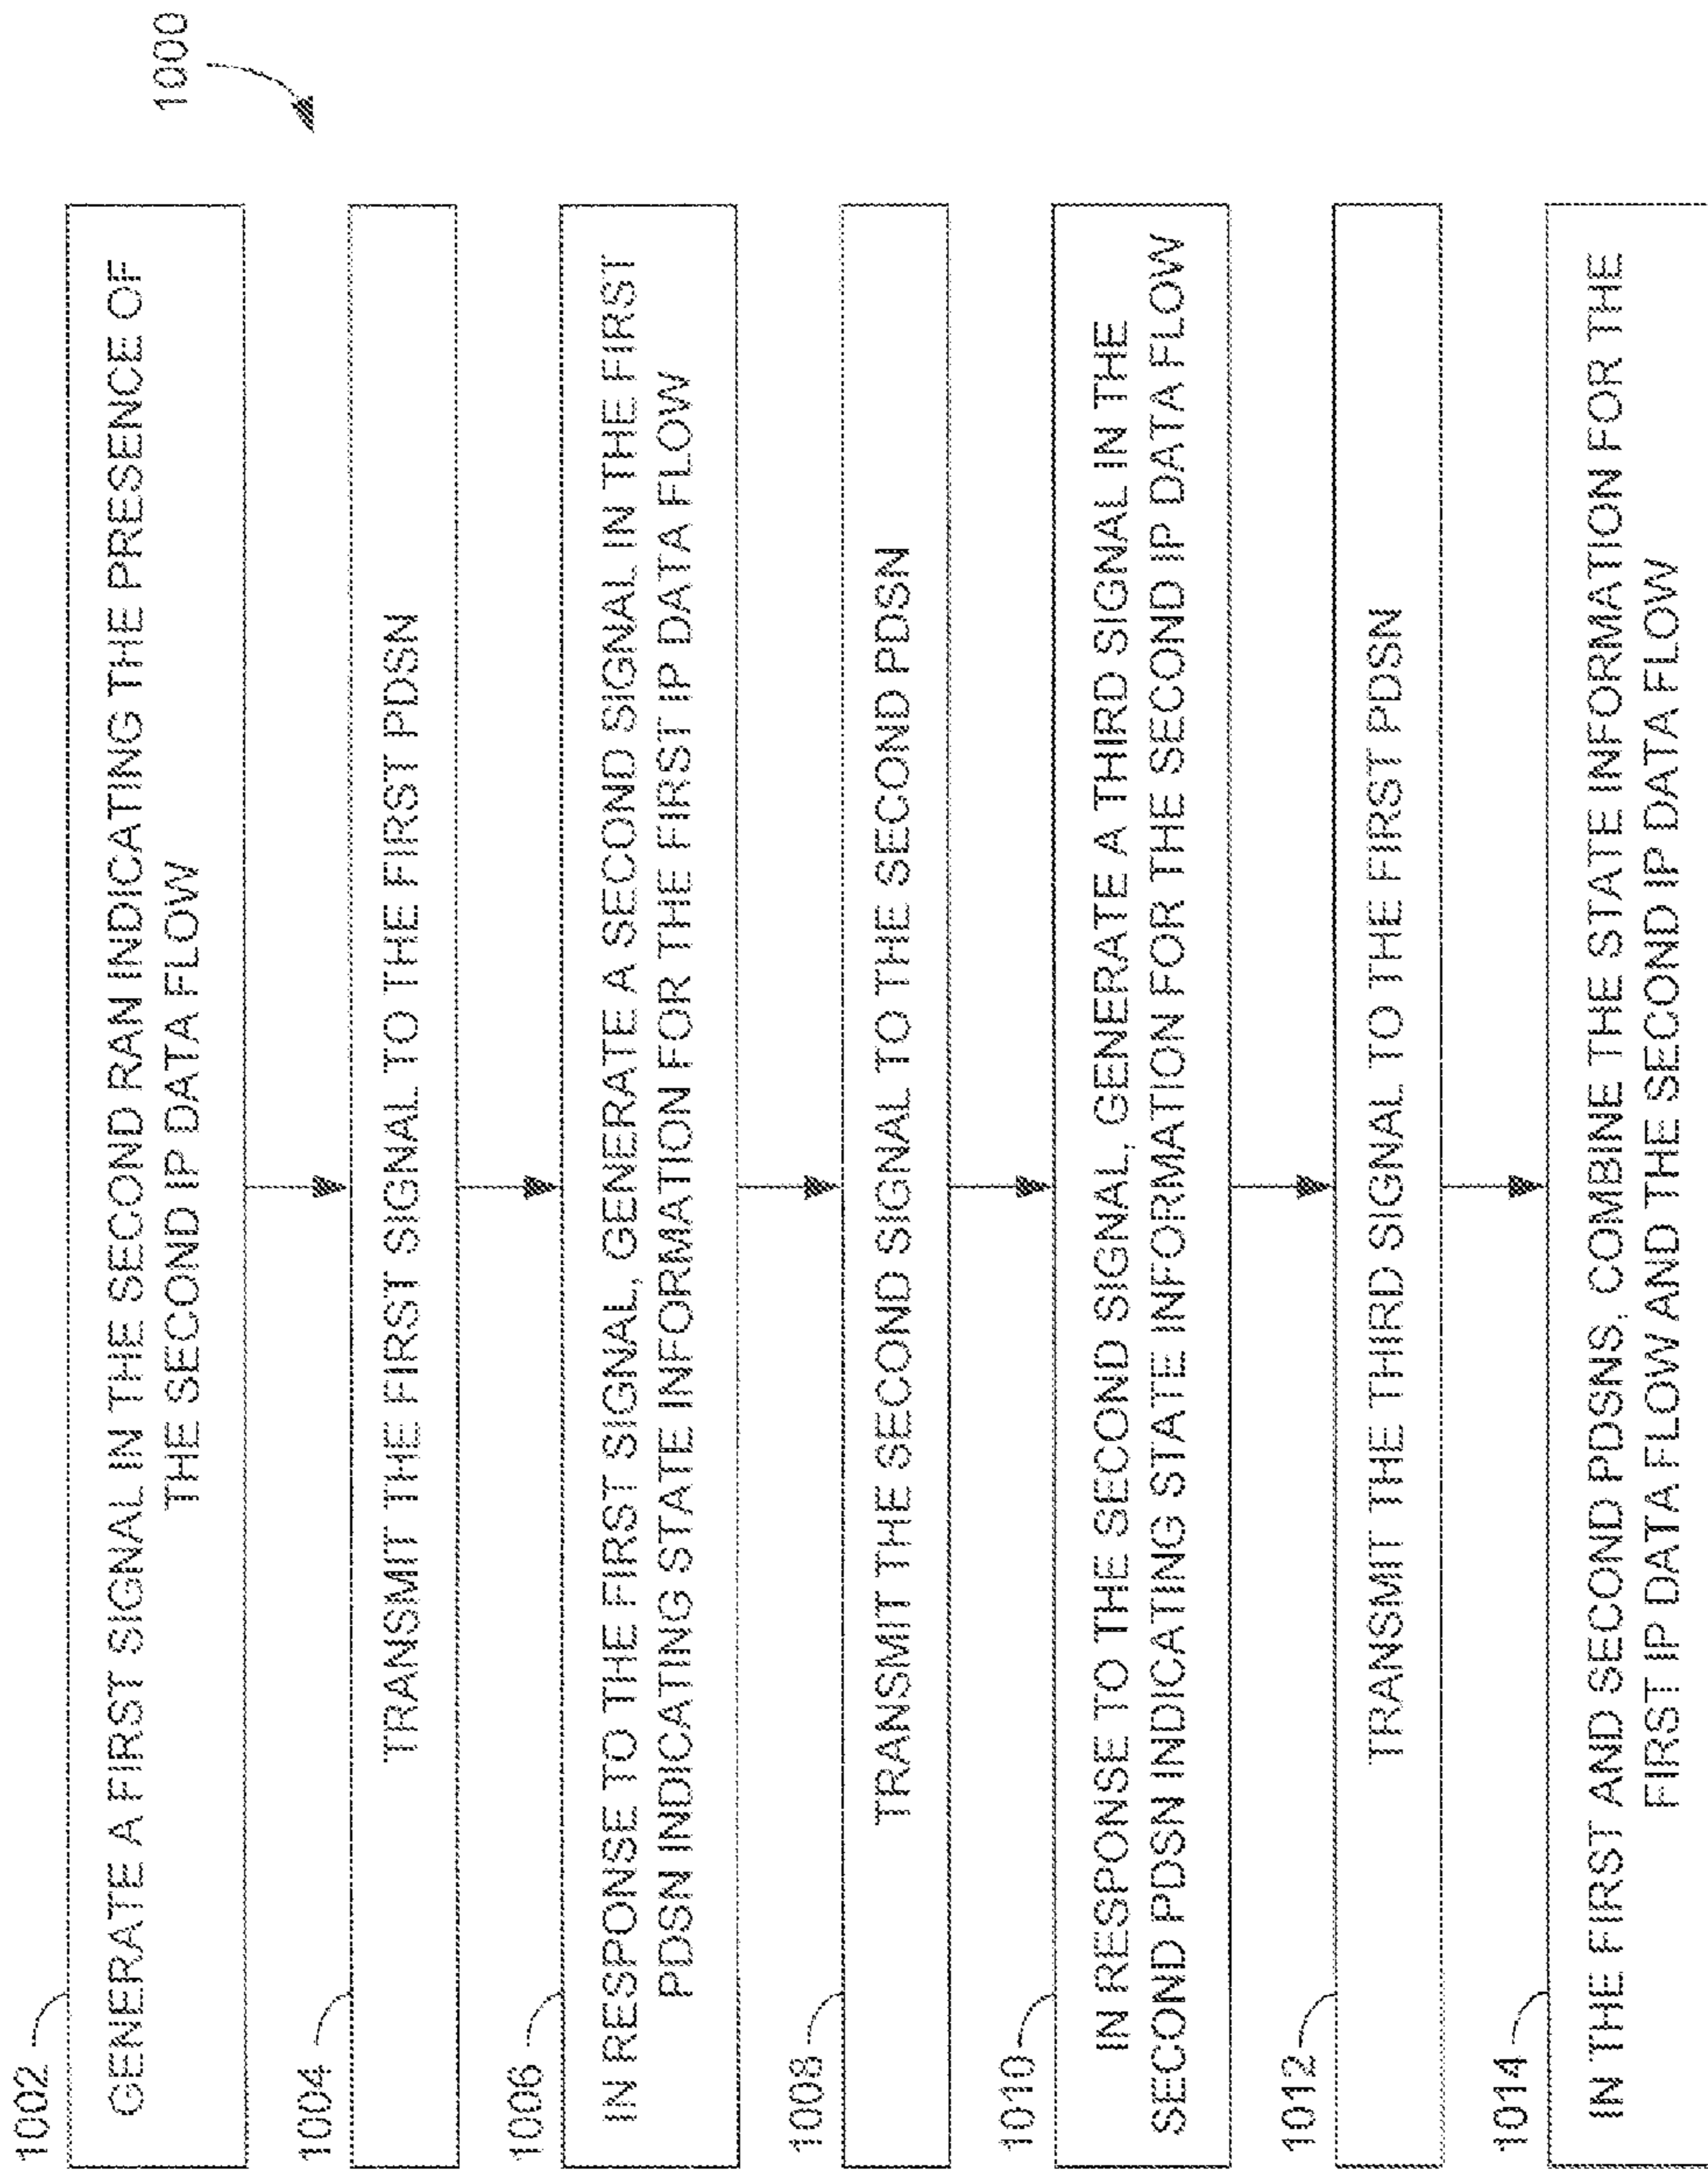 1000
1002
GENERATE A FIRST SIGNAL IN THE SECOND RAN INDICATING THE PRESENCE OF
THE SECOND IP DATA FLOW
1004
TRANSMIT THE FIRST SIGNAL TO THE FIRST PDSN
1006
IN RESPONSE TO THE FIRST SIGNAL, GENERATE A SECOND SIGNAL IN THE FIRST
PDSN INDICATING STATE INFORMATION FOR THE FIRST IP DATA FLOW
1008
TRANSMIT THE SECOND SIGNAL TO THE SECOND PDSN
1010
IN RESPONSE TO THE SECOND SIGNAL, GENERATE A THIRD SIGNAL IN THE
SECOND PDSN INDICATING STATE INFORMATION FOR THE SECOND IP DATA FLOW
1012
TRANSMIT THE THIRD SIGNAL TO THE FIRST PDSN
1014
IN THE FIRST AND SECOND PDSNS, COMBINE THE STATE INFORMATION FOR THE
FIRST IP DATA FLOW AND THE SECOND IP DATA FLOW